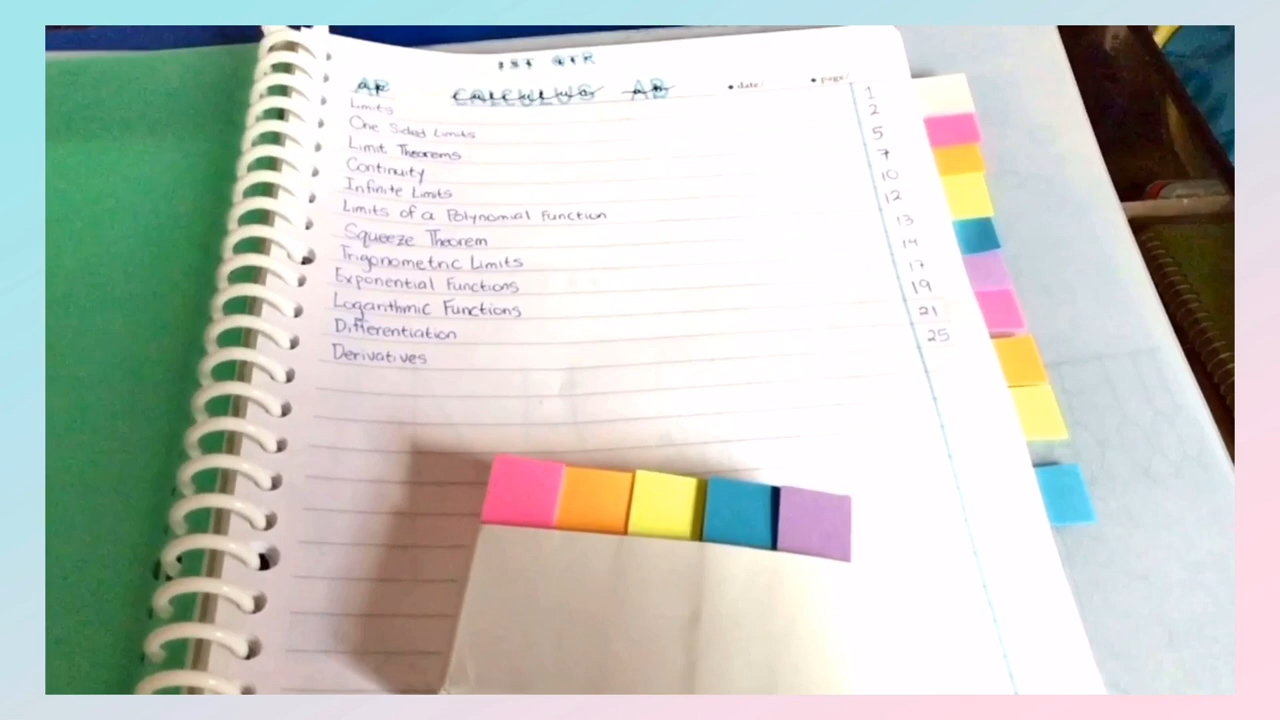 1ST QTR
AP CALCULUS AB • date/ • page/
Limits 1
One Sided Limits 2
Limit Theorems 5
Continuity 7
Infinite Limits 10
Limits of a Polynomial Function 12
Squeeze Theorem 13
Trigonometric Limits 14
Exponential Functions 17
Logarithmic Functions 19
Differentiation 21
Derivatives 25